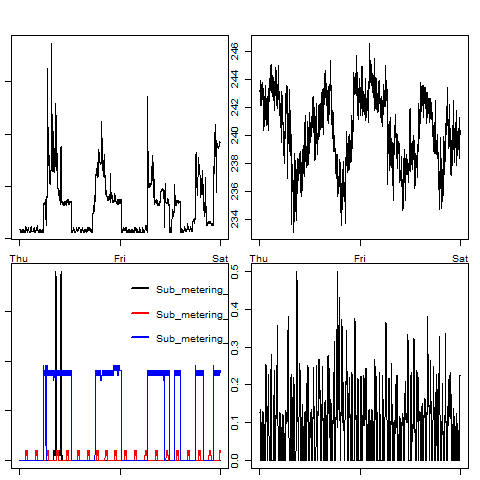 234 236 238 240 242 244 246
Thu Fri Sat
Thu Fri Sat
Sub_metering_
Sub_metering_
Sub_metering_
0.0 0.1 0.2 0.3 0.4 0.5